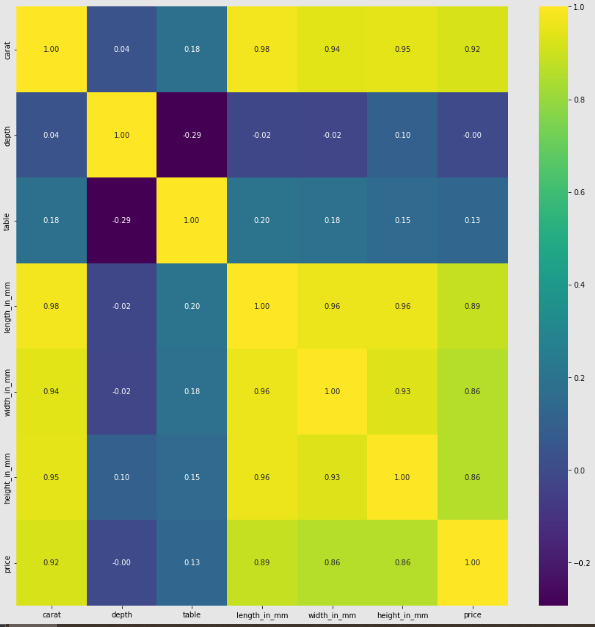 carat 1.00 0.04 0.18 0.98 0.94 0.95 0.92
depth 0.04 1.00 -0.29 -0.02 -0.02 0.10 -0.00
table 0.18 -0.29 1.00 0.20 0.18 0.15 0.13
length_in_mm 0.98 -0.02 0.20 1.00 0.96 0.96 0.89
width_in_mm 0.94 -0.02 0.18 0.96 1.00 0.93 0.86
height_in_mm 0.95 0.10 0.15 0.96 0.93 1.00 0.86
price 0.92 -0.00 0.13 0.89 0.86 0.86 1.00
carat depth table length_in_mm width_in_mm height_in_mm price
1.0
0.8
0.6
0.4
0.2
0.0
−0.2